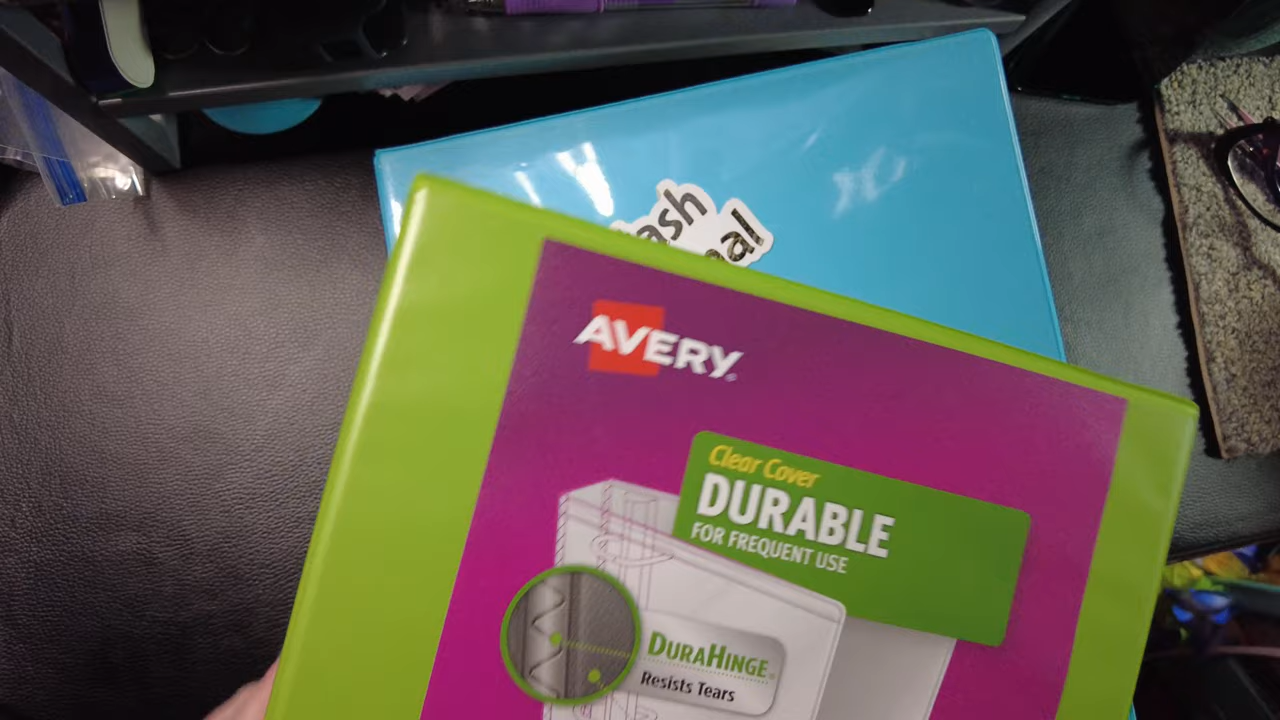 AVERY
Clear Cover
DURABLE
FOR FREQUENT USE
DURAHINGE®
Resists Tears